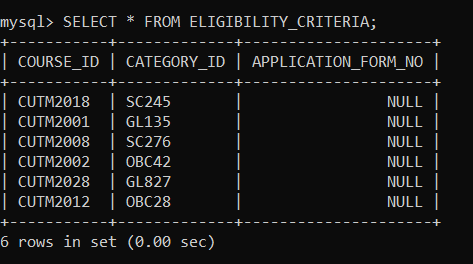 mysql> SELECT * FROM ELIGIBILITY_CRITERIA;
+-----------+-------------+---------------------+
| COURSE_ID | CATEGORY_ID | APPLICATION_FORM_NO |
+-----------+-------------+---------------------+
| CUTM2018  | SC245       |                NULL |
| CUTM2001  | GL135       |                NULL |
| CUTM2008  | SC276       |                NULL |
| CUTM2002  | OBC42       |                NULL |
| CUTM2028  | GL827       |                NULL |
| CUTM2012  | OBC28       |                NULL |
+-----------+-------------+---------------------+
6 rows in set (0.00 sec)